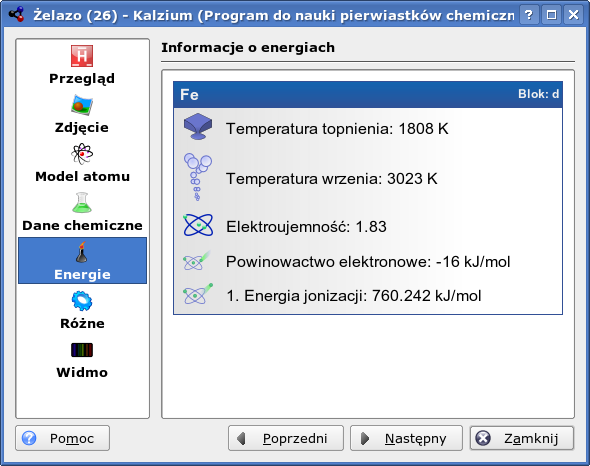 Żelazo (26) - Kalzium (Program do nauki pierwiastków chemiczn
Informacje o energiach
Przegląd
Zdjęcie
Model atomu
Dane chemiczne
Energie
Różne
Widmo
Fe
Blok: d
Temperatura topnienia: 1808 K
Temperatura wrzenia: 3023 K
Elektroujemność: 1.83
Powinowactwo elektronowe: -16 kJ/mol
1. Energia jonizacji: 760.242 kJ/mol
Pomoc
Poprzedni
Następny
Zamknij